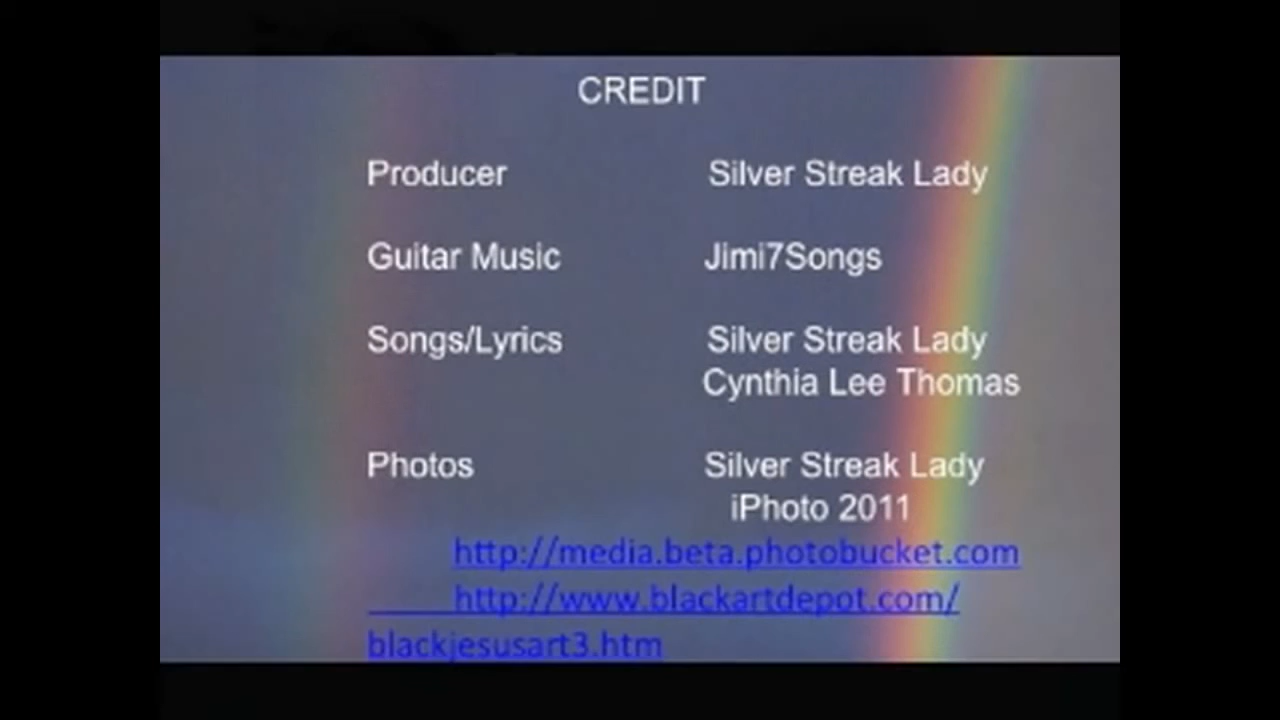 CREDIT
Producer Silver Streak Lady
Guitar Music Jimi7Songs
Songs/Lyrics Silver Streak Lady
Cynthia Lee Thomas
Photos Silver Streak Lady
iPhoto 2011
http://media.beta.photobucket.com
http://www.blackartdepot.com/
blackjesusart3.htm